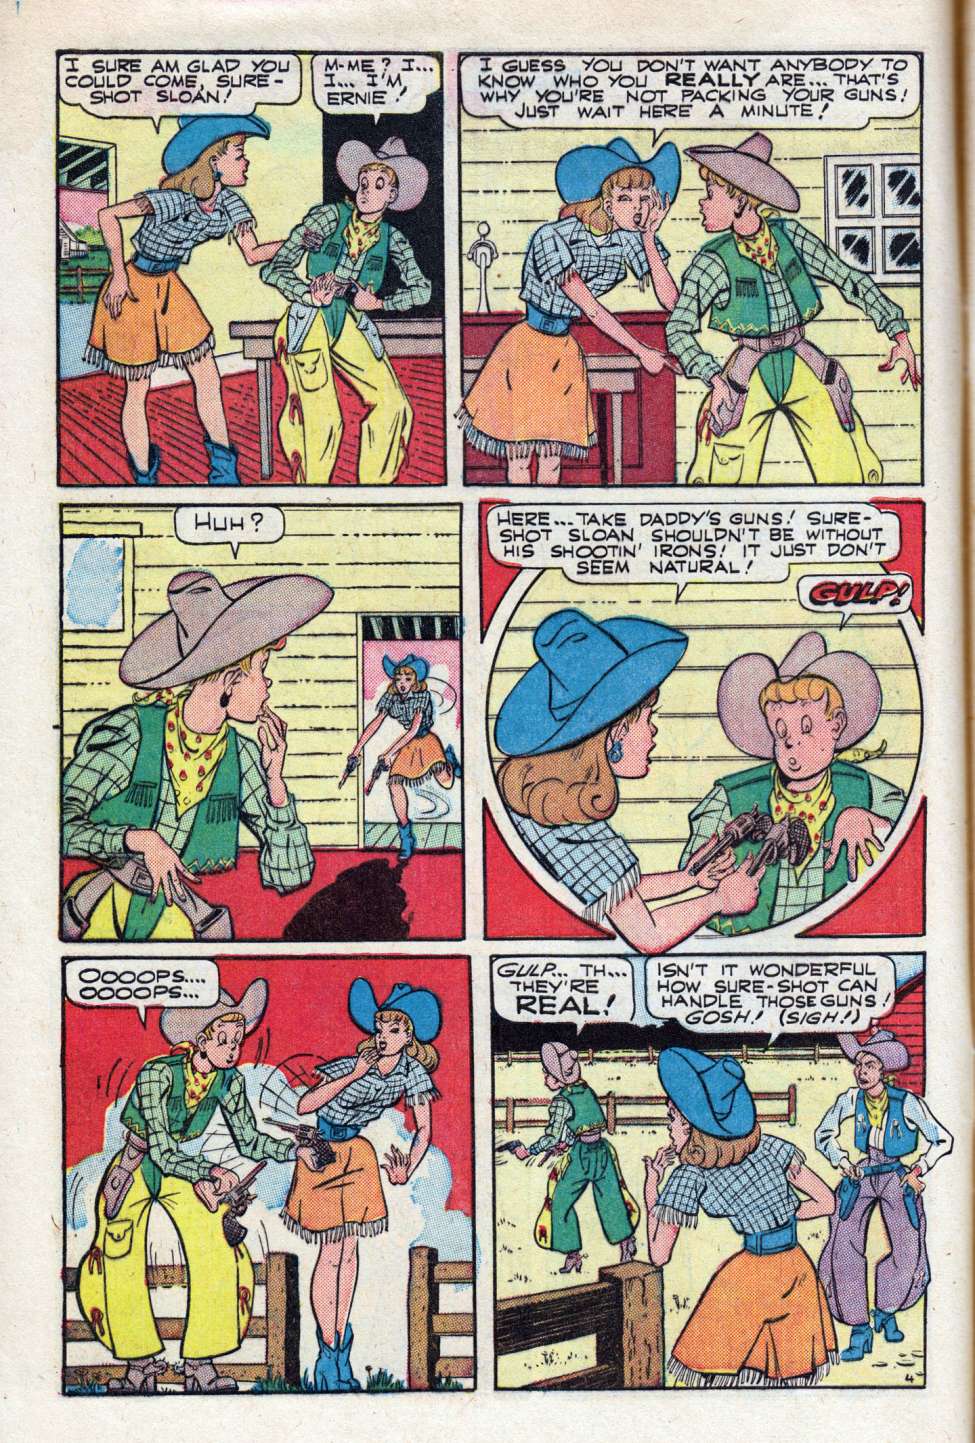 I SURE AM GLAD YOU
COULD COME, SURE-
SHOT SLOAN!
M-ME? I...
I... I'M
ERNIE!
I GUESS YOU DON'T WANT ANYBODY TO
KNOW WHO YOU REALLY ARE... THAT'S
WHY YOU'RE NOT PACKING YOUR GUNS!
JUST WAIT HERE A MINUTE!
HUH?
HERE...TAKE DADDY'S GUNS! SURE-
SHOT SLOAN SHOULDN'T BE WITHOUT
HIS SHOOTIN' IRONS! IT JUST DON'T
SEEM NATURAL!
GULP!
OOOOPS....
OOOOPS...
GULP... TH...
THEY'RE
REAL!
ISN'T IT WONDERFUL
HOW SURE-SHOT CAN
HANDLE THOSE GUNS!
GOSH! (SIGH!)
4